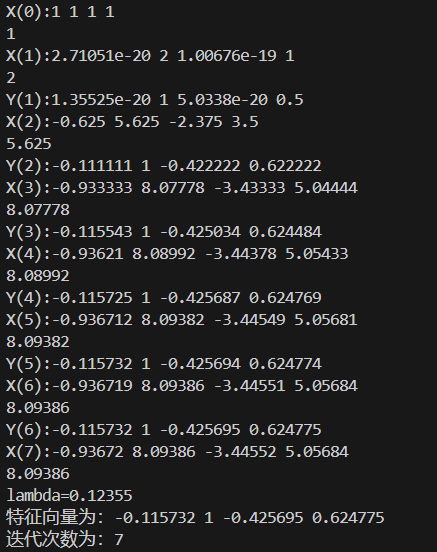 X(0):1 1 1 1
1
X(1):2.71051e-20 2 1.00676e-19 1
2
Y(1):1.35525e-20 1 5.0338e-20 0.5
X(2):-0.625 5.625 -2.375 3.5
5.625
Y(2):-0.111111 1 -0.422222 0.622222
X(3):-0.933333 8.07778 -3.43333 5.04444
8.07778
Y(3):-0.115543 1 -0.425034 0.624484
X(4):-0.93621 8.08992 -3.44378 5.05433
8.08992
Y(4):-0.115725 1 -0.425687 0.624769
X(5):-0.936712 8.09382 -3.44549 5.05681
8.09382
Y(5):-0.115732 1 -0.425694 0.624774
X(6):-0.936719 8.09386 -3.44551 5.05684
8.09386
Y(6):-0.115732 1 -0.425695 0.624775
X(7):-0.93672 8.09386 -3.44552 5.05684
8.09386
lambda=0.12355
特征向量为: -0.115732 1 -0.425695 0.624775
迭代次数为: 7